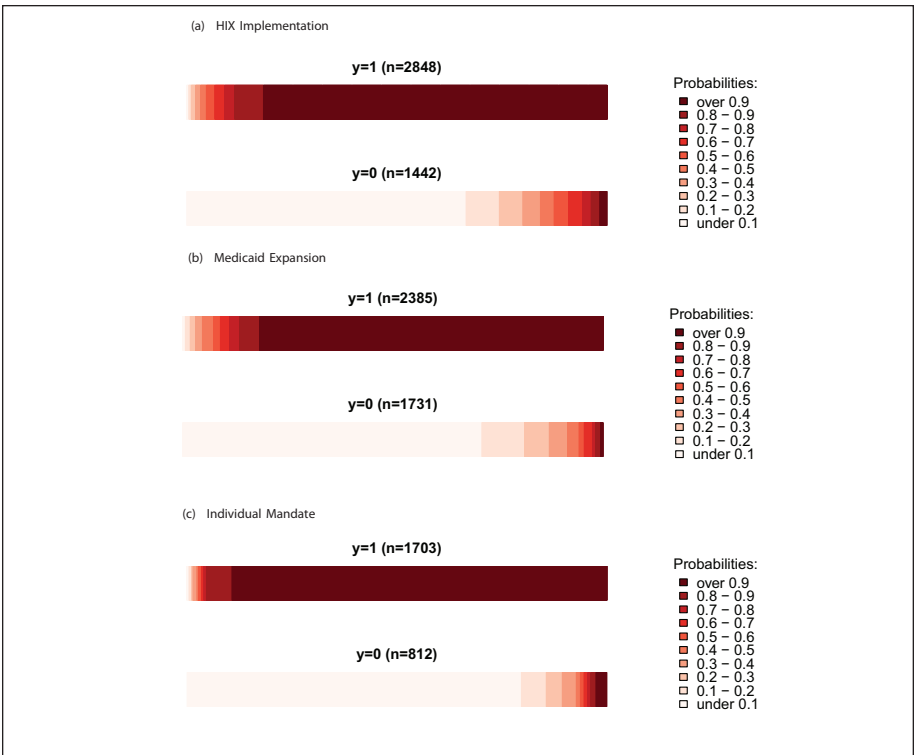 (a) HIX Implementation
y=1 (n=2848)
Probabilities:
over 0.9
0.8 − 0.9
0.7 − 0.8
0.6 − 0.7
0.5 − 0.6
0.4 − 0.5
0.3 − 0.4
0.2 − 0.3
0.1 − 0.2
under 0.1
y=0 (n=1442)
(b) Medicaid Expansion
y=1 (n=2385)
Probabilities:
over 0.9
0.8 − 0.9
0.7 − 0.8
0.6 − 0.7
0.5 − 0.6
0.4 − 0.5
0.3 − 0.4
0.2 − 0.3
0.1 − 0.2
under 0.1
y=0 (n=1731)
(c) Individual Mandate
y=1 (n=1703)
Probabilities:
over 0.9
0.8 − 0.9
0.7 − 0.8
0.6 − 0.7
0.5 − 0.6
0.4 − 0.5
0.3 − 0.4
0.2 − 0.3
0.1 − 0.2
under 0.1
y=0 (n=812)